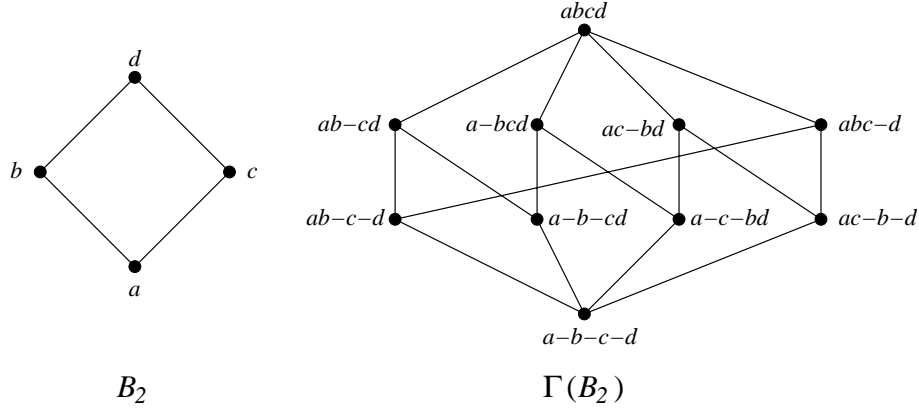 abcd
d
ab−cd a−bcd ac−bd abc−d
b c
ab−c−d a−b−cd a−c−bd ac−b−d
a
a−b−c−d
B2 Γ(B2)